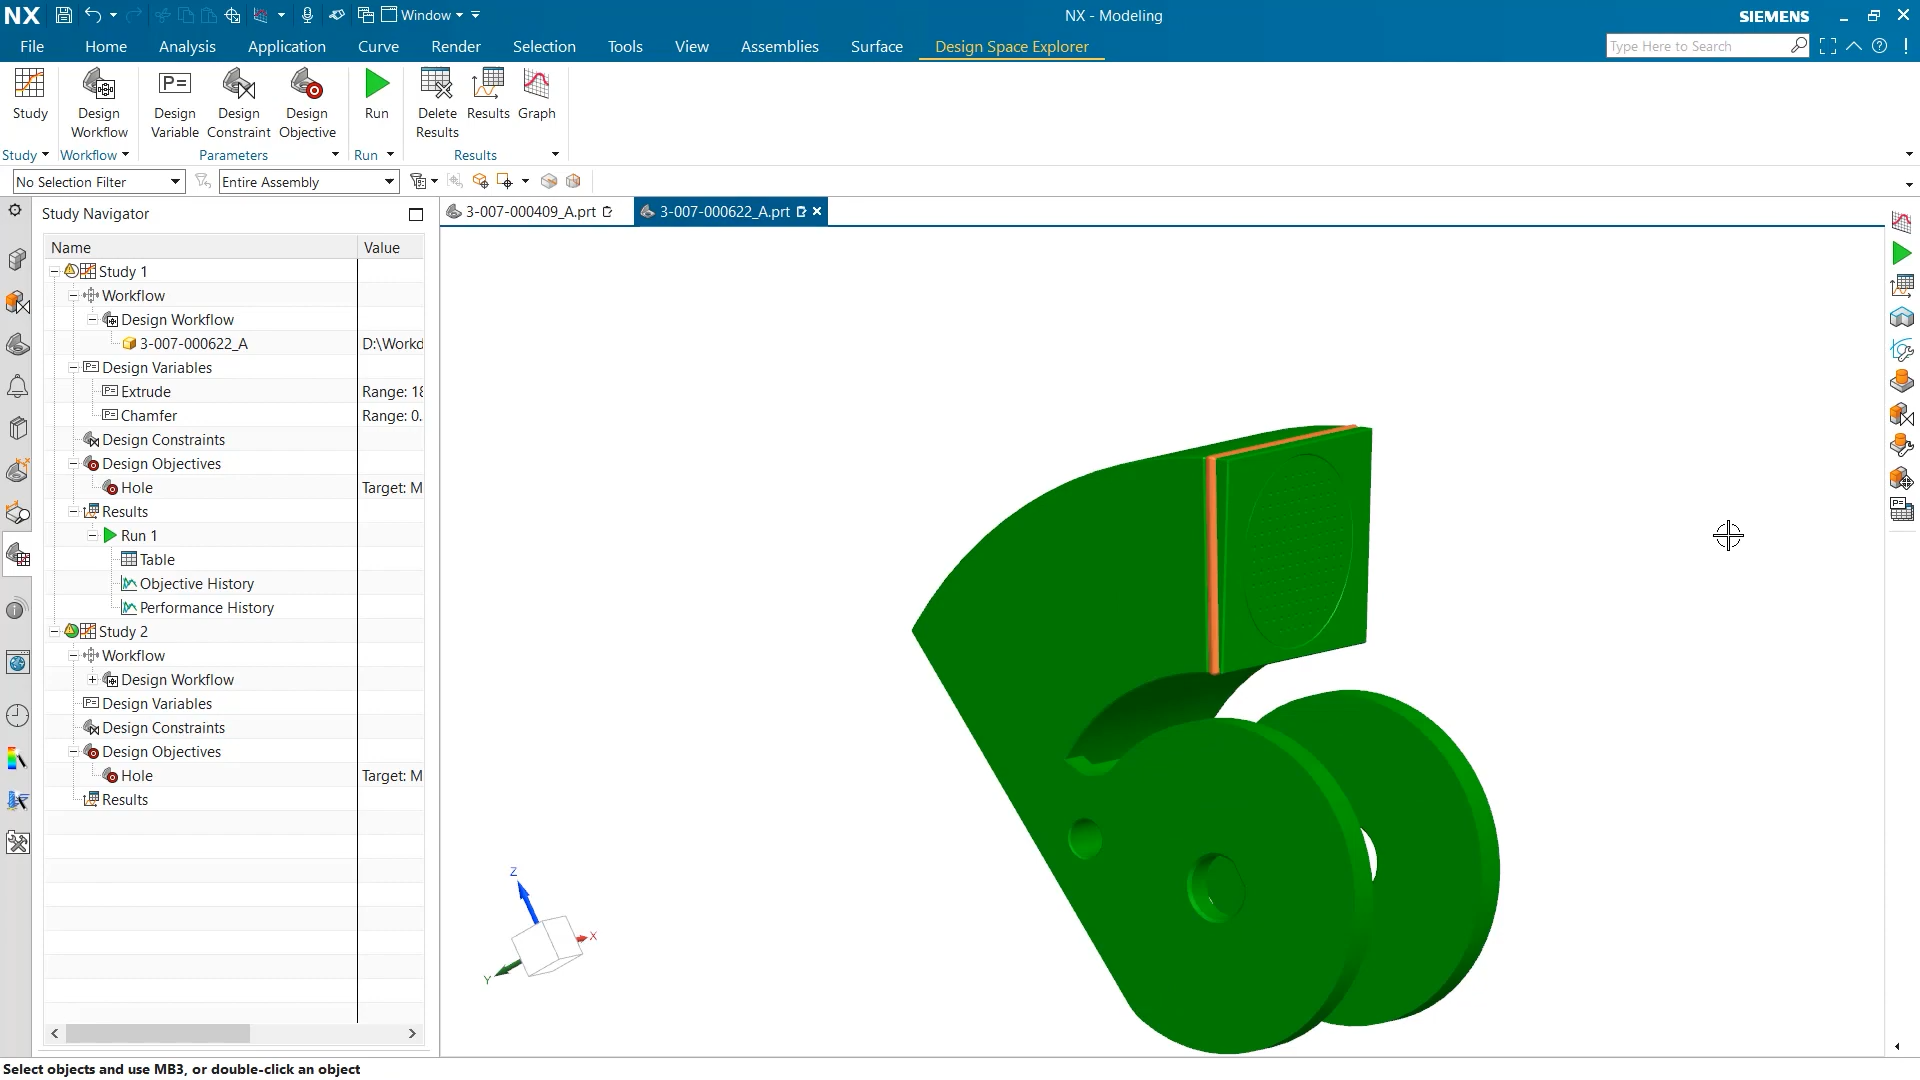 NX
Window
NX - Modeling
SIEMENS
File
Home
Analysis
Application
Curve
Render
Selection
Tools
View
Assemblies
Surface
Design Space Explorer
Type Here to Search
Study
Design
Workflow
Design
Variable
Design
Constraint
Design
Objective
Run
Delete
Results
Results
Graph
Study
Workflow
Parameters
Run
Results
No Selection Filter
Entire Assembly
Study Navigator
3-007-000409_A.prt
3-007-000622_A.prt
Name Value
Study 1
Workflow
Design Workflow
3-007-000622_A D:\Workd
Design Variables
Extrude Range: 18
Chamfer Range: 0.
Design Constraints
Design Objectives
Hole Target: M
Results
Run 1
Table
Objective History
Performance History
Study 2
Workflow
Design Workflow
Design Variables
Design Constraints
Design Objectives
Hole Target: M
Results
Z
X
Y
Select objects and use MB3, or double-click an object